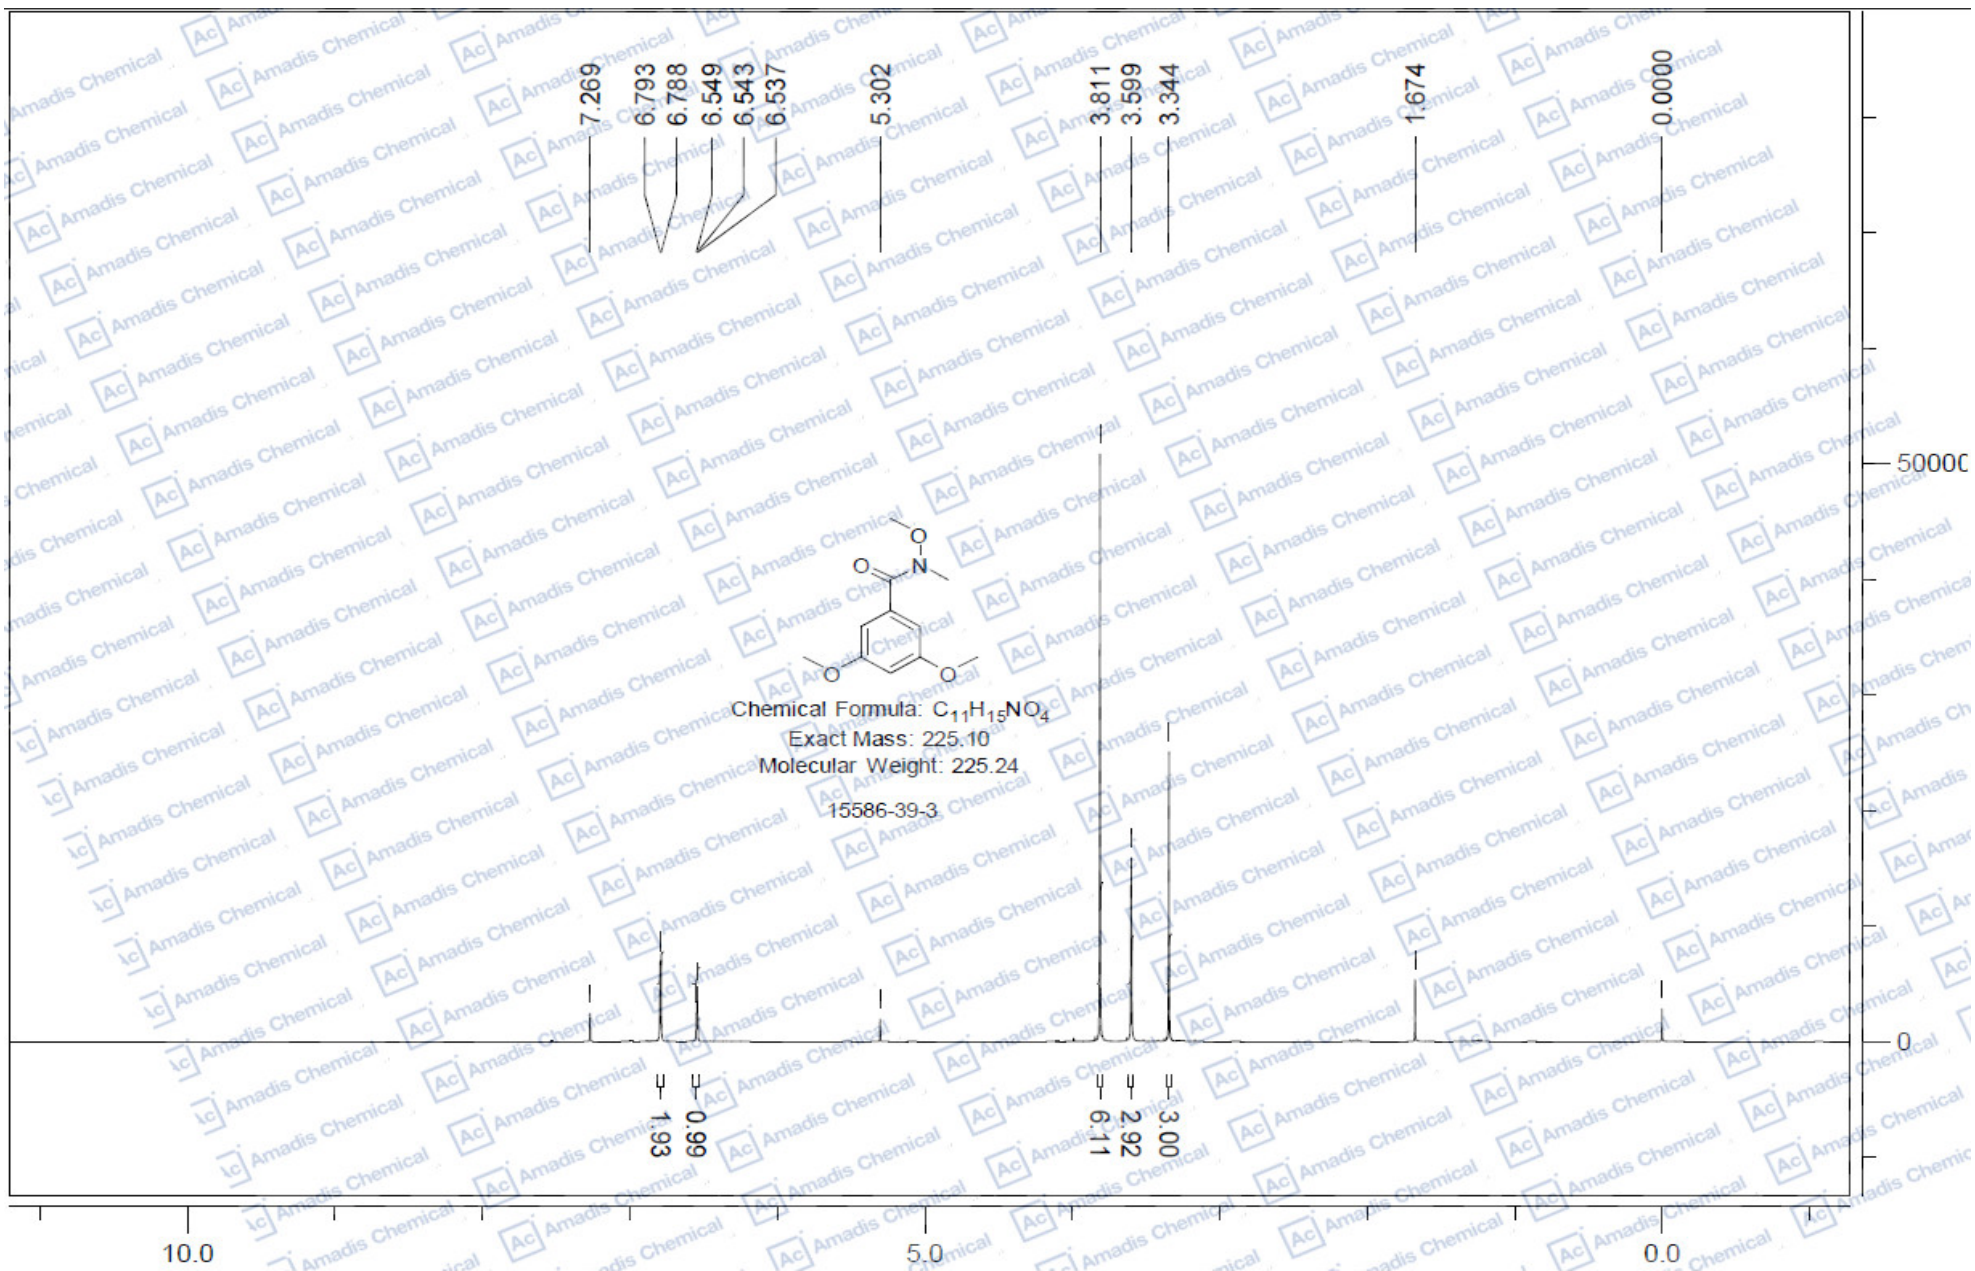 7.269
6.793
6.788
6.549
6.543
6.537
5.302
3.811
3.599
3.344
1.674
0.0000
50000
O
O
N
O
O
Chemical Formula: C11H15NO4
Exact Mass: 225.10
Molecular Weight: 225.24
15586-39-3
0
1.93
0.99
6.11
2.92
3.00
10.0
5.0
0.0
Ac Amadis Chemical